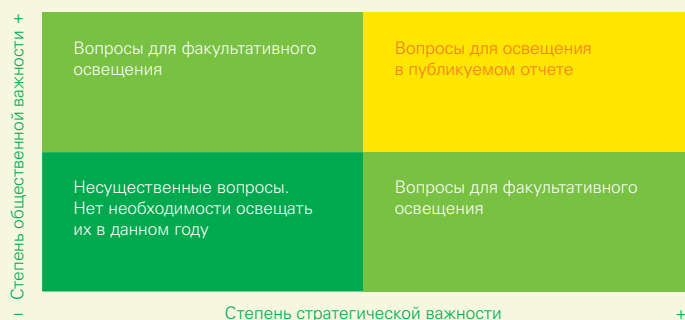 – Степень общественной важности +
Вопросы для факультативного
освещения
Вопросы для освещения
в публикуемом отчете
Несущественные вопросы.
Нет необходимости освещать
их в данном году
Вопросы для факультативного
освещения
Степень стратегической важности +